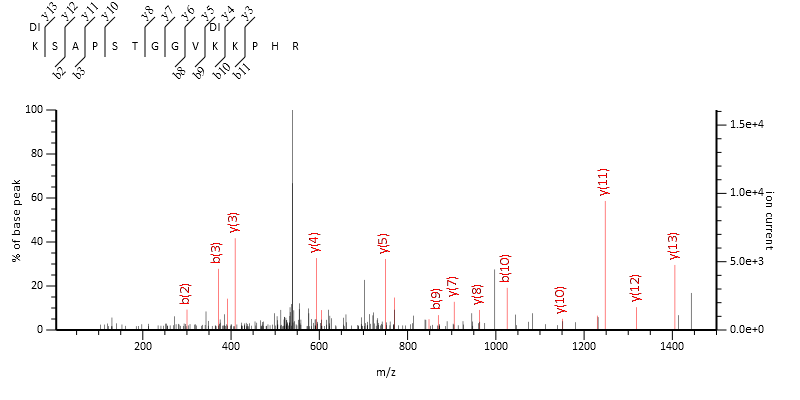 y13 y12 y11 y10 y8 y7 y6 y5 y4 y3
DI DI
K S A P S T G G V K K P H R
b2 b3 b8 b9 b10 b11
100
80
60
40
20
0
% of base peak
b(2)
b(3)
y(3)
y(4)
y(5)
b(9)
y(7)
y(8)
b(10)
y(10)
y(11)
y(12)
y(13)
1.5e+4
1.0e+4
5.0e+3
0.0e+0
ion current
200 400 600 800 1000 1200 1400
m/z